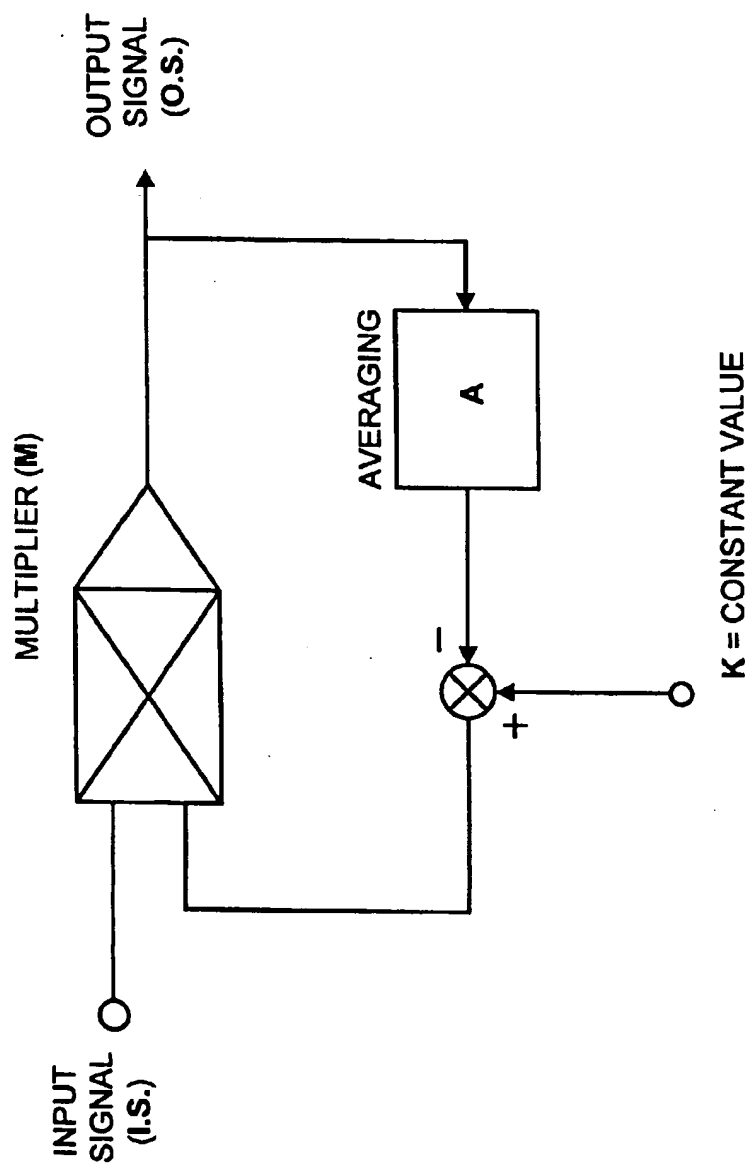 MULTIPLIER (M)
INPUT
SIGNAL
(I.S.)
OUTPUT
SIGNAL
(O.S.)
AVERAGING
A
−
+
K = CONSTANT VALUE